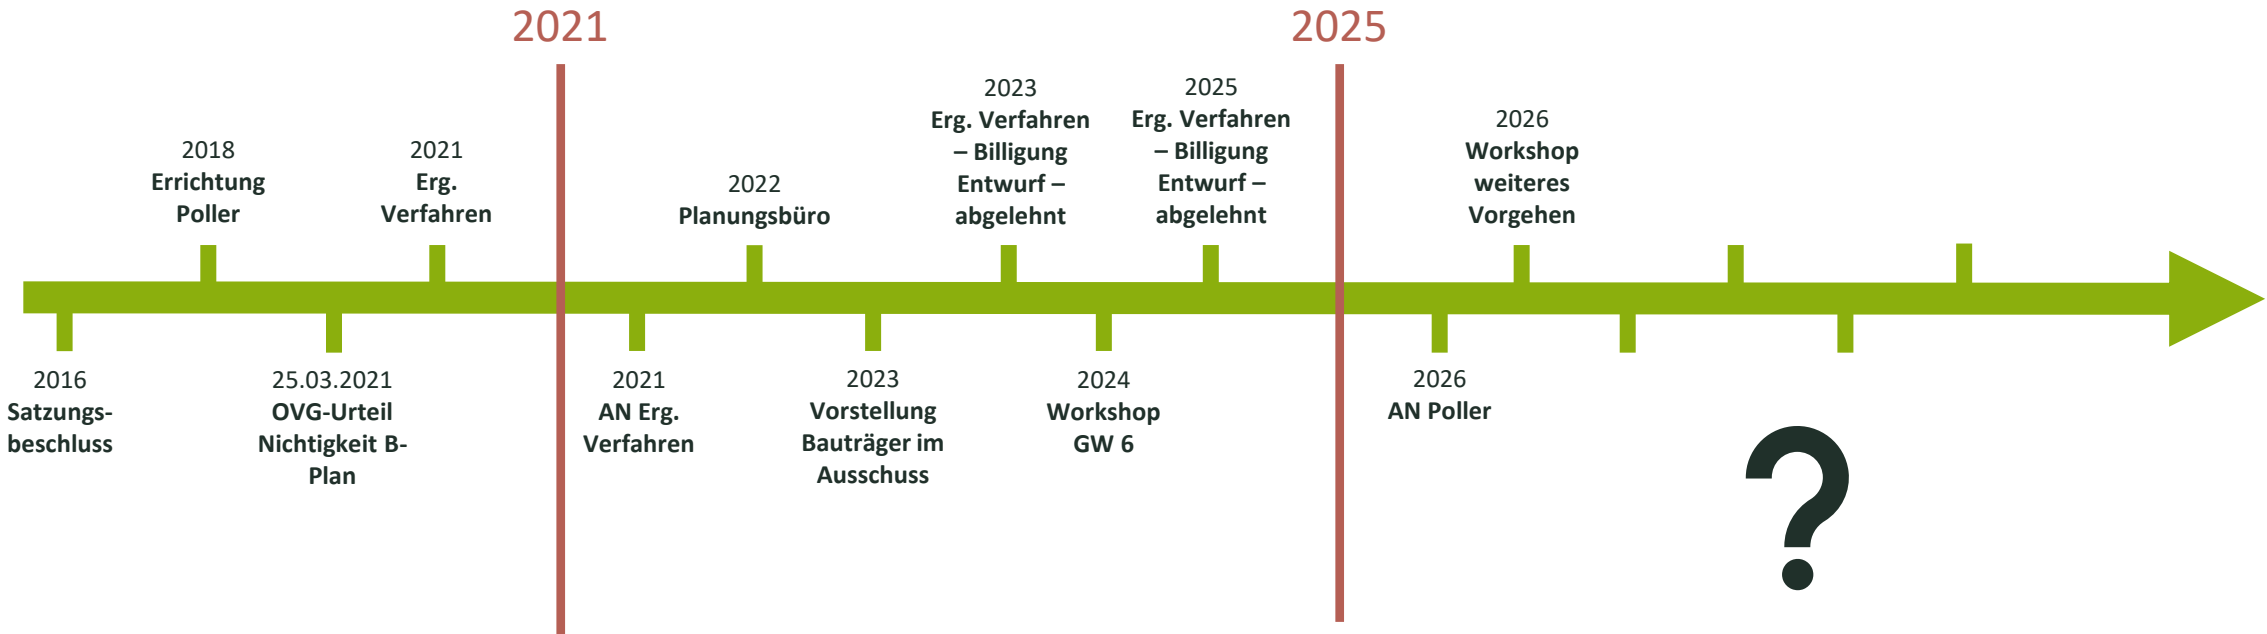 2021
2025
2018
Errichtung
Poller
2021
Erg.
Verfahren
2022
Planungsbüro
2023
Erg. Verfahren
– Billigung
Entwurf –
abgelehnt
2025
Erg. Verfahren
– Billigung
Entwurf –
abgelehnt
2026
Workshop
weiteres
Vorgehen
2016
Satzungs-
beschluss
25.03.2021
OVG-Urteil
Nichtigkeit B-
Plan
2021
AN Erg.
Verfahren
2023
Vorstellung
Bauträger im
Ausschuss
2024
Workshop
GW 6
2026
AN Poller
?